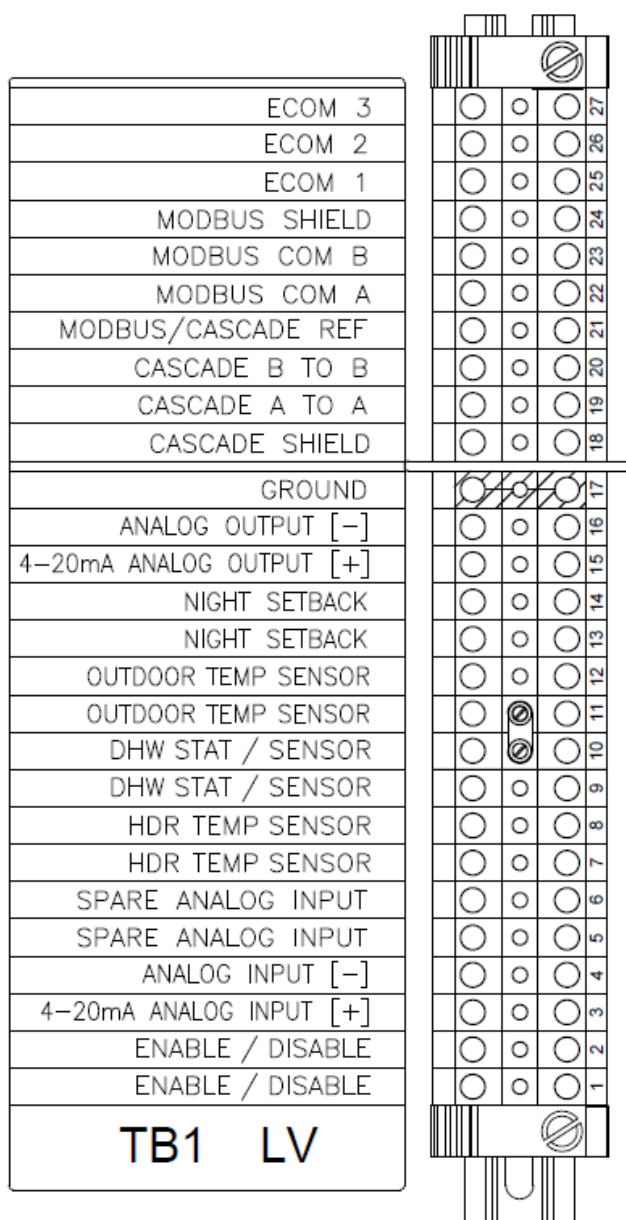 ECOM 3 27
ECOM 2 26
ECOM 1 25
MODBUS SHIELD 24
MODBUS COM B 23
MODBUS COM A 22
MODBUS/CASCADE REF 21
CASCADE B TO B 20
CASCADE A TO A 19
CASCADE SHIELD 18
GROUND 17
ANALOG OUTPUT [-] 16
4-20mA ANALOG OUTPUT [+] 15
NIGHT SETBACK 14
NIGHT SETBACK 13
OUTDOOR TEMP SENSOR 12
OUTDOOR TEMP SENSOR 11
DHW STAT / SENSOR 10
DHW STAT / SENSOR 9
HDR TEMP SENSOR 8
HDR TEMP SENSOR 7
SPARE ANALOG INPUT 6
SPARE ANALOG INPUT 5
ANALOG INPUT [-] 4
4-20mA ANALOG INPUT [+] 3
ENABLE / DISABLE 2
ENABLE / DISABLE 1
TB1 LV